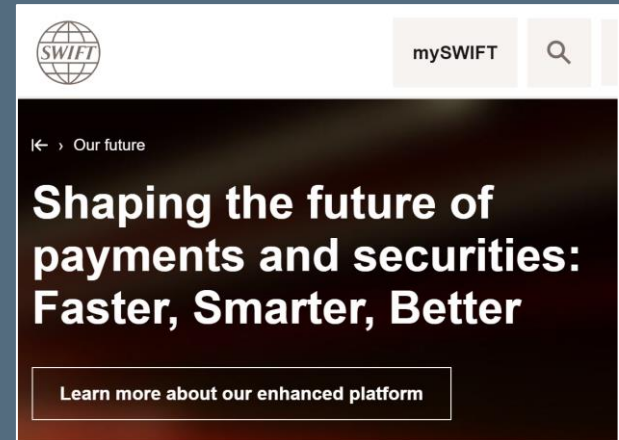 SWIFT
mySWIFT
Our future
Shaping the future of
payments and securities:
Faster, Smarter, Better
Learn more about our enhanced platform